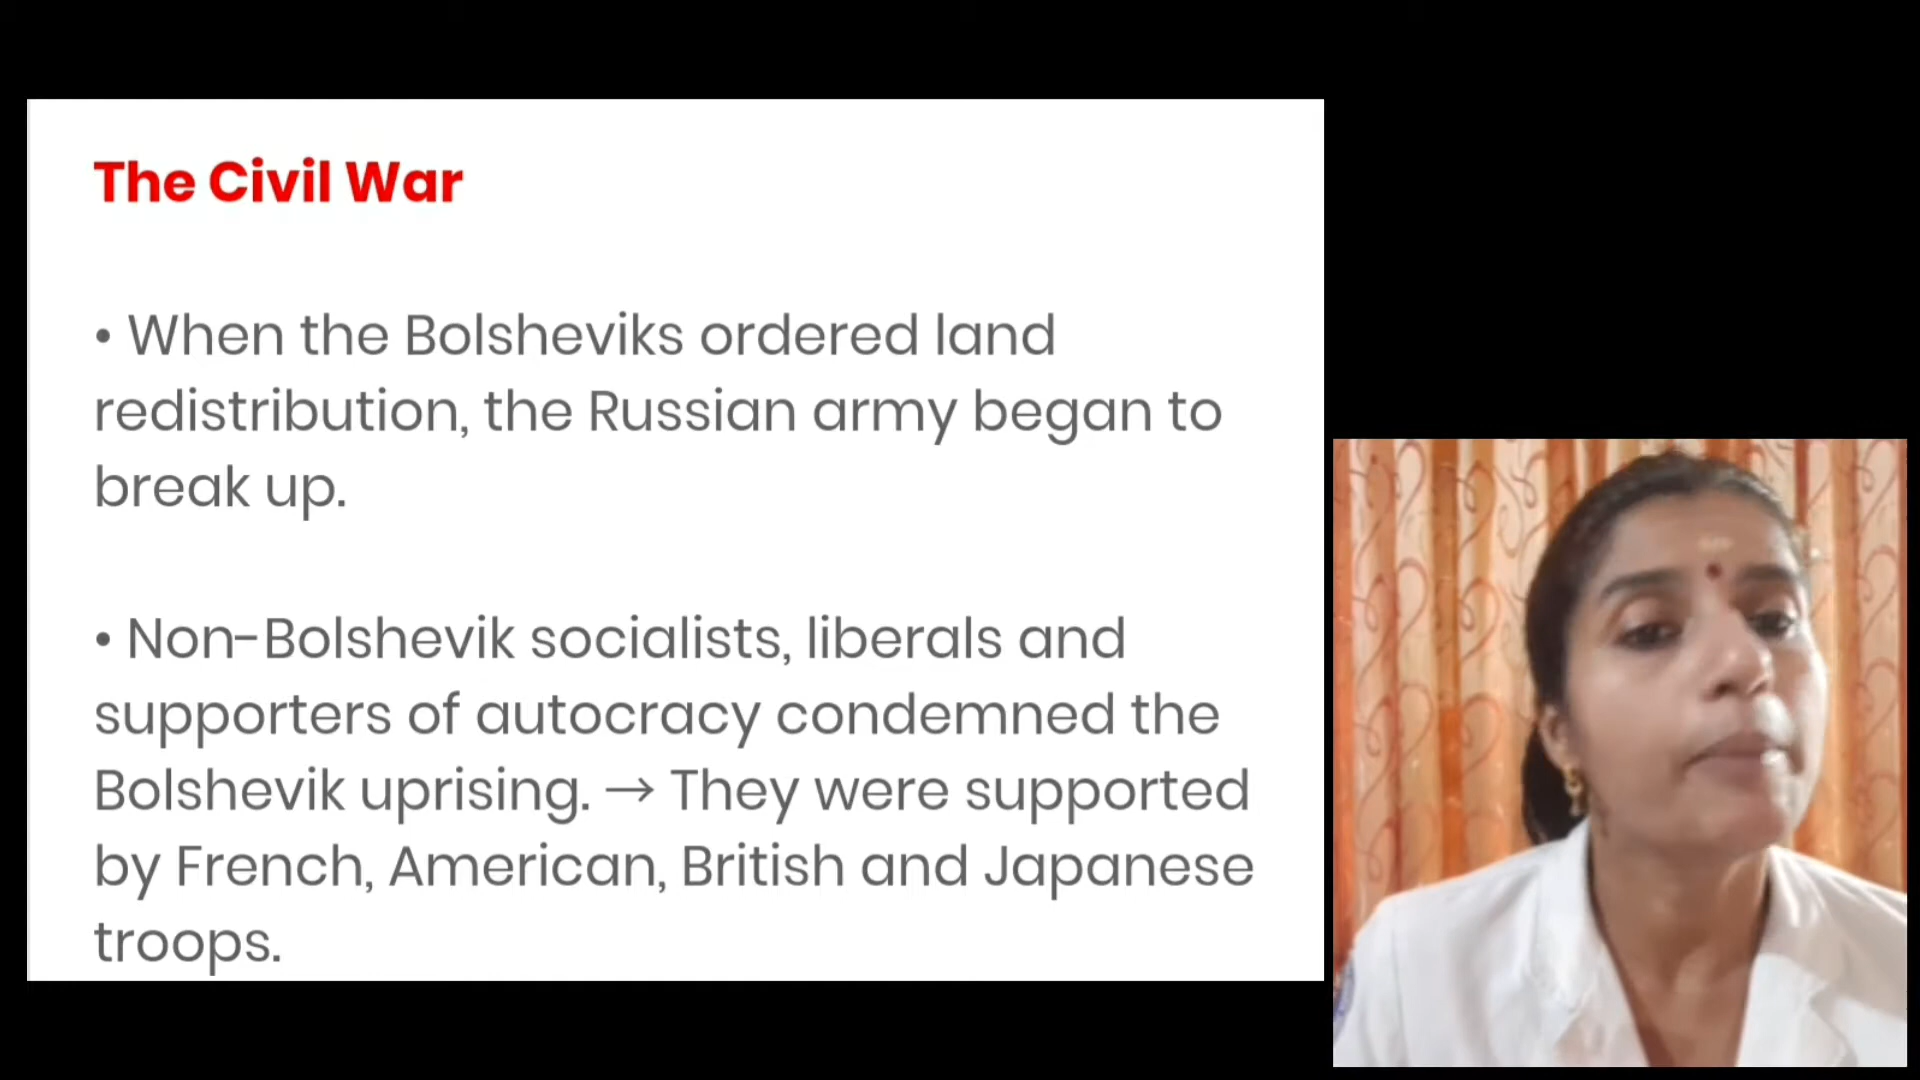 The Civil War
• When the Bolsheviks ordered land
redistribution, the Russian army began to
break up.
• Non-Bolshevik socialists, liberals and
supporters of autocracy condemned the
Bolshevik uprising. → They were supported
by French, American, British and Japanese
troops.